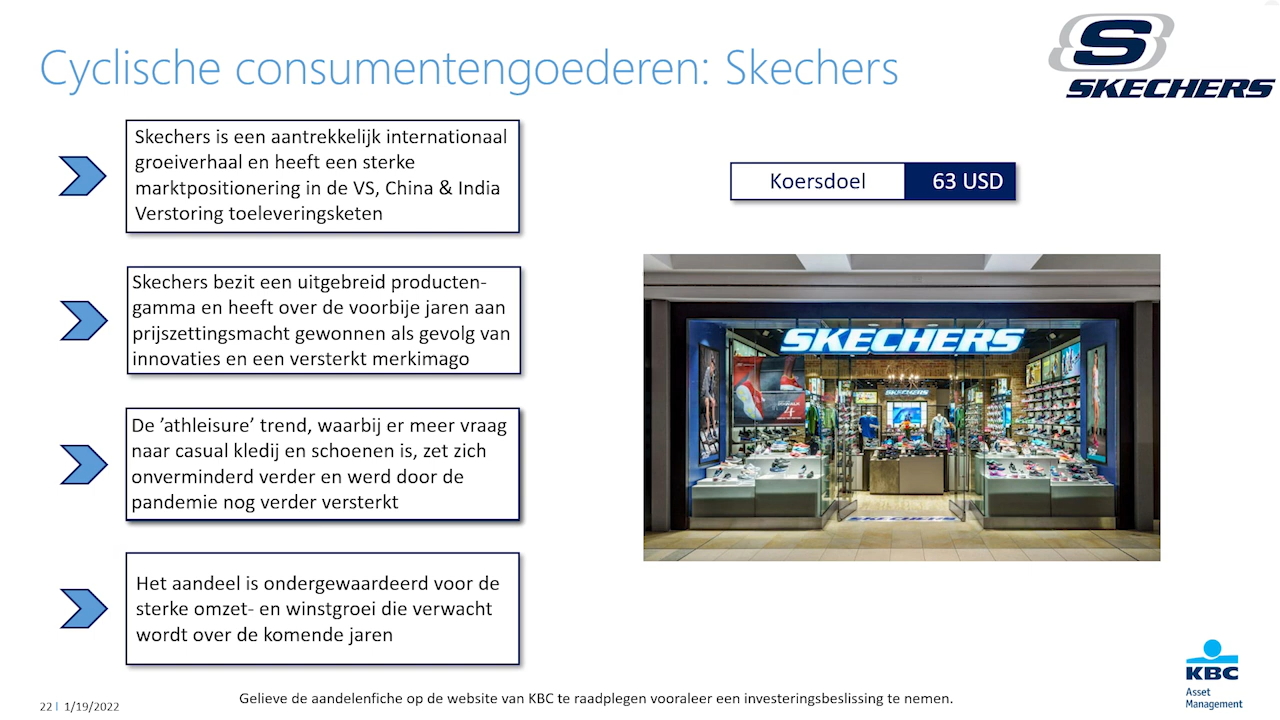 Cyclische consumentengoederen: Skechers
S
SKECHERS
Skechers is een aantrekkelijk internationaal
groeiverhaal en heeft een sterke
marktpositionering in de VS, China & India
Verstoring toeleveringsketen
Koersdoel 63 USD
Skechers bezit een uitgebreid producten-
gamma en heeft over de voorbije jaren aan
prijszettingsmacht gewonnen als gevolg van
innovaties en een versterkt merkimago
SKECHERS
SKECHERS
4
SKECHERS
De ’athleisure’ trend, waarbij er meer vraag
naar casual kledij en schoenen is, zet zich
onverminderd verder en werd door de
pandemie nog verder versterkt
Het aandeel is ondergewaardeerd voor de
sterke omzet- en winstgroei die verwacht
wordt over de komende jaren
KBC
Asset
Management
Gelieve de aandelenfiche op de website van KBC te raadplegen vooraleer een investeringsbeslissing te nemen.
22 | 1/19/2022